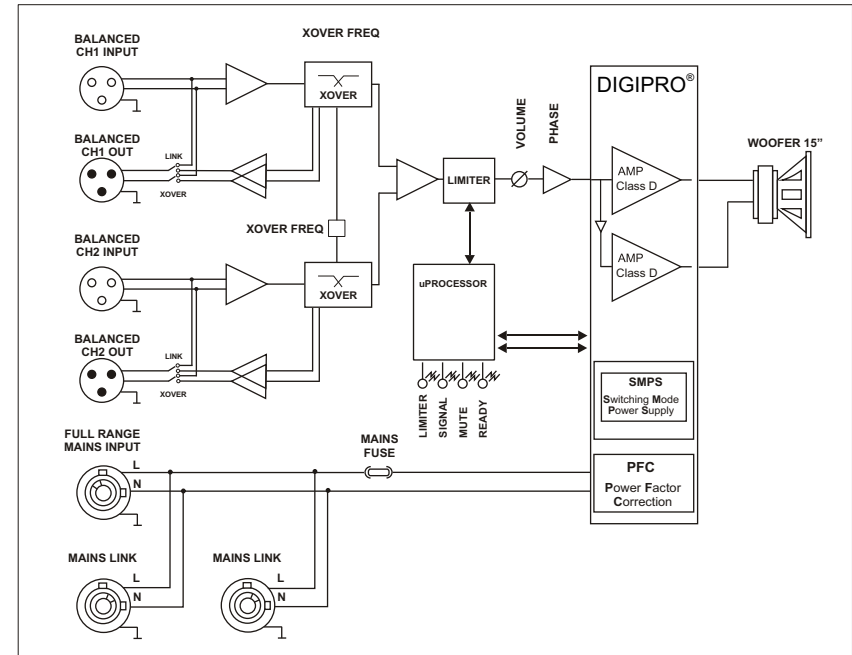 XOVER FREQ
BALANCED
CH1 INPUT
XOVER
BALANCED
CH1 OUT
LINK
XOVER
XOVER FREQ
BALANCED
CH2 INPUT
XOVER
BALANCED
CH2 OUT
LINK
XOVER
LIMITER
VOLUME
PHASE
uPROCESSOR
LIMITER
SIGNAL
MUTE
READY
DIGIPRO®
AMP
Class D
AMP
Class D
WOOFER 15”
SMPS
Switching Mode
Power Supply
PFC
Power Factor
Correction
FULL RANGE
MAINS INPUT
L
N
MAINS
FUSE
MAINS LINK
L
N
MAINS LINK
L
N